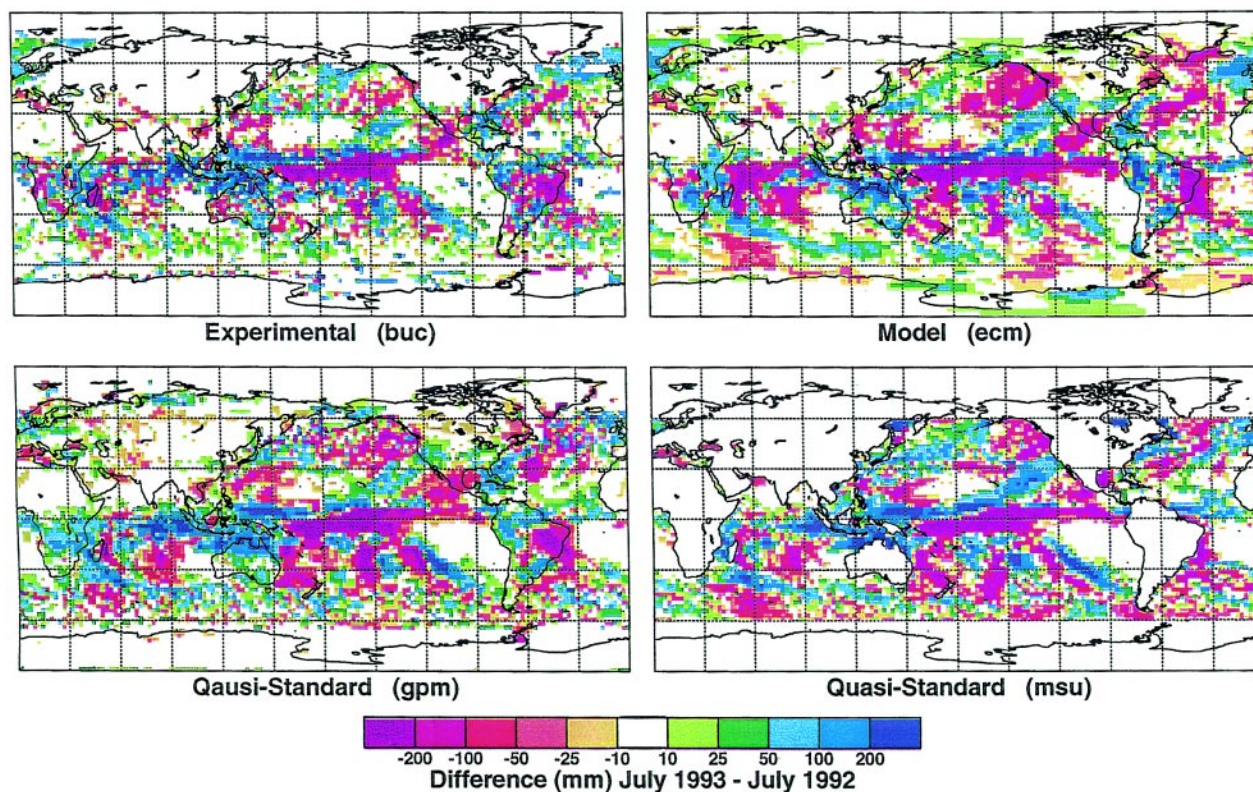 Experimental (buc)
Model (ecm)
Qausi-Standard (gpm)
Quasi-Standard (msu)
-200 -100 -50 -25 -10 10 25 50 100 200
Difference (mm) July 1993 - July 1992